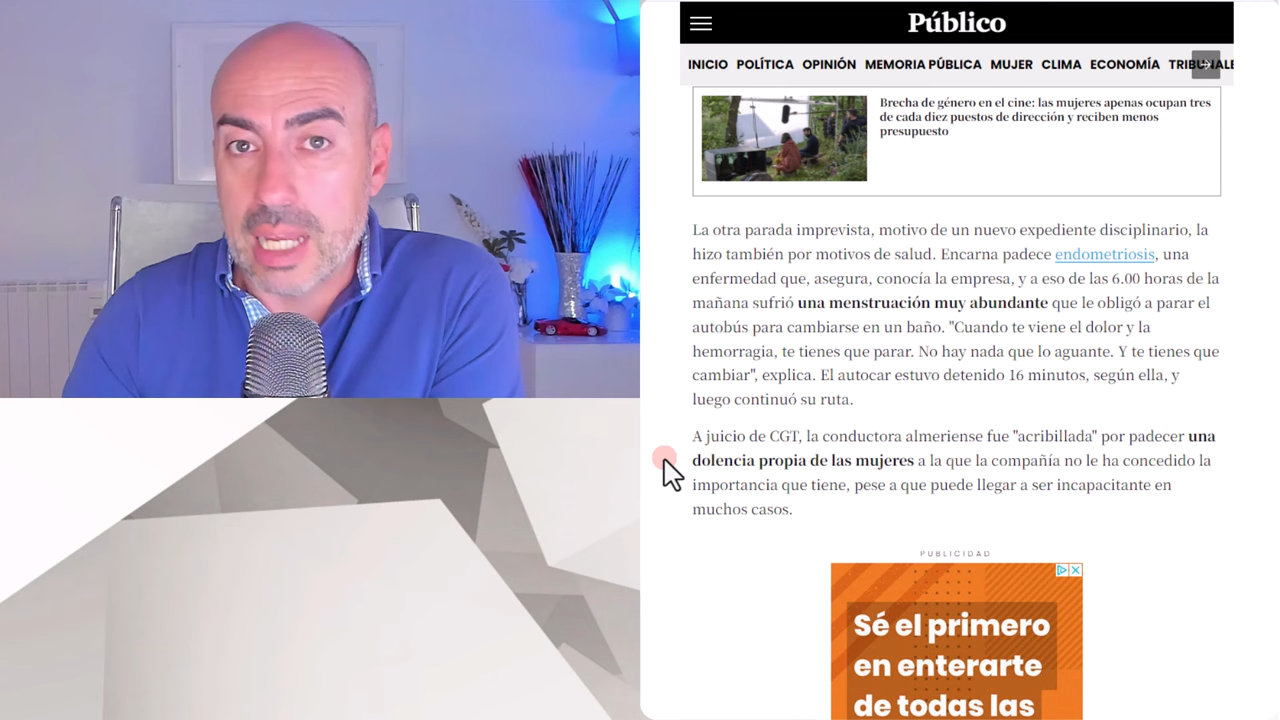 Público
INICIO POLÍTICA OPINIÓN MEMORIA PÚBLICA MUJER CLIMA ECONOMÍA
Brecha de género en el cine: las mujeres apenas ocupan tres
de cada diez puestos de dirección y reciben menos
presupuesto
La otra parada imprevista, motivo de un nuevo expediente disciplinario, la
hizo también por motivos de salud. Encarna padece endometriosis, una
enfermedad que, asegura, conocía la empresa, y a eso de las 6.00 horas de la
mañana sufrió una menstruación muy abundante que le obligó a parar el
autobús para cambiarse en un baño. "Cuando te viene el dolor y la
hemorragia, te tienes que parar. No hay nada que lo aguante. Y te tienes que
cambiar", explica. El autocar estuvo detenido 16 minutos, según ella, y
luego continuó su ruta.
A juicio de CGT, la conductora almeriense fue "acribillada" por padecer una
dolencia propia de las mujeres a la que la compañía no le ha concedido la
importancia que tiene, pese a que puede llegar a ser incapacitante en
muchos casos.
PUBLICIDAD
Sé el primero
en enterarte
de todas las